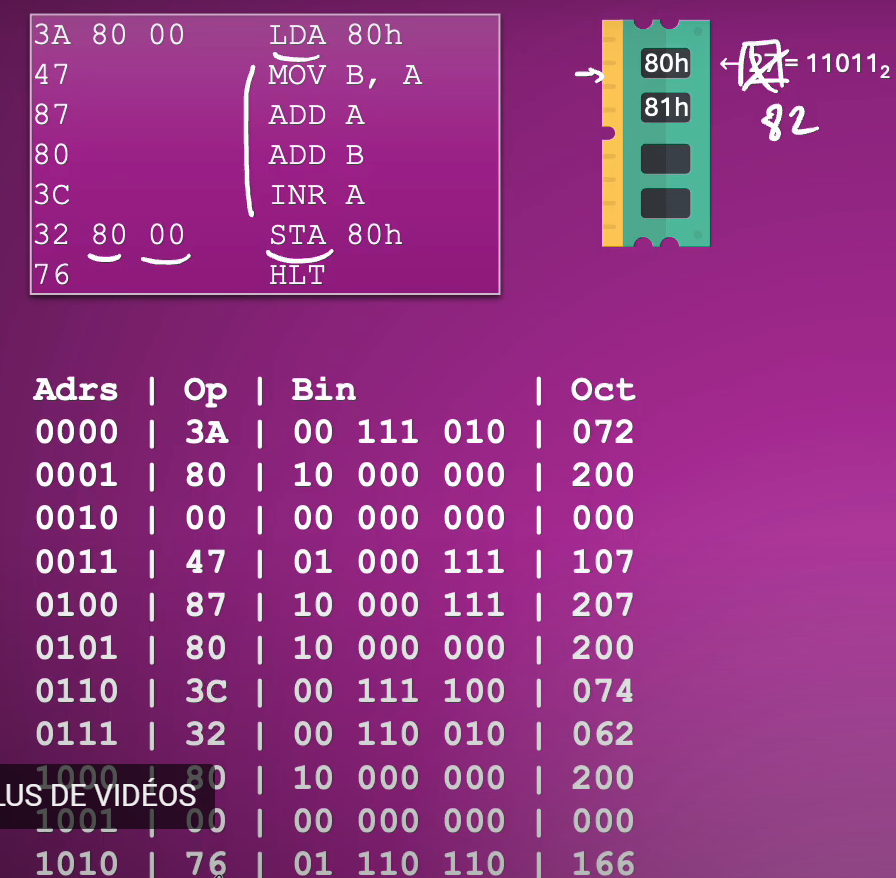 3A 80 00 LDA 80h
47 MOV B, A
87 ADD A
80 ADD B
3C INR A
32 80 00 STA 80h
76 HLT
80h ← 27 = 11011₂
81h
82
Adrs | Op | Bin | Oct
0000 | 3A | 00 111 010 | 072
0001 | 80 | 10 000 000 | 200
0010 | 00 | 00 000 000 | 000
0011 | 47 | 01 000 111 | 107
0100 | 87 | 10 000 111 | 207
0101 | 80 | 10 000 000 | 200
0110 | 3C | 00 111 100 | 074
0111 | 32 | 00 110 010 | 062
1000 | 80 | 10 000 000 | 200
LUS DE VIDÉOS
1001 | 00 | 00 000 000 | 000
1010 | 76 | 01 110 110 | 166